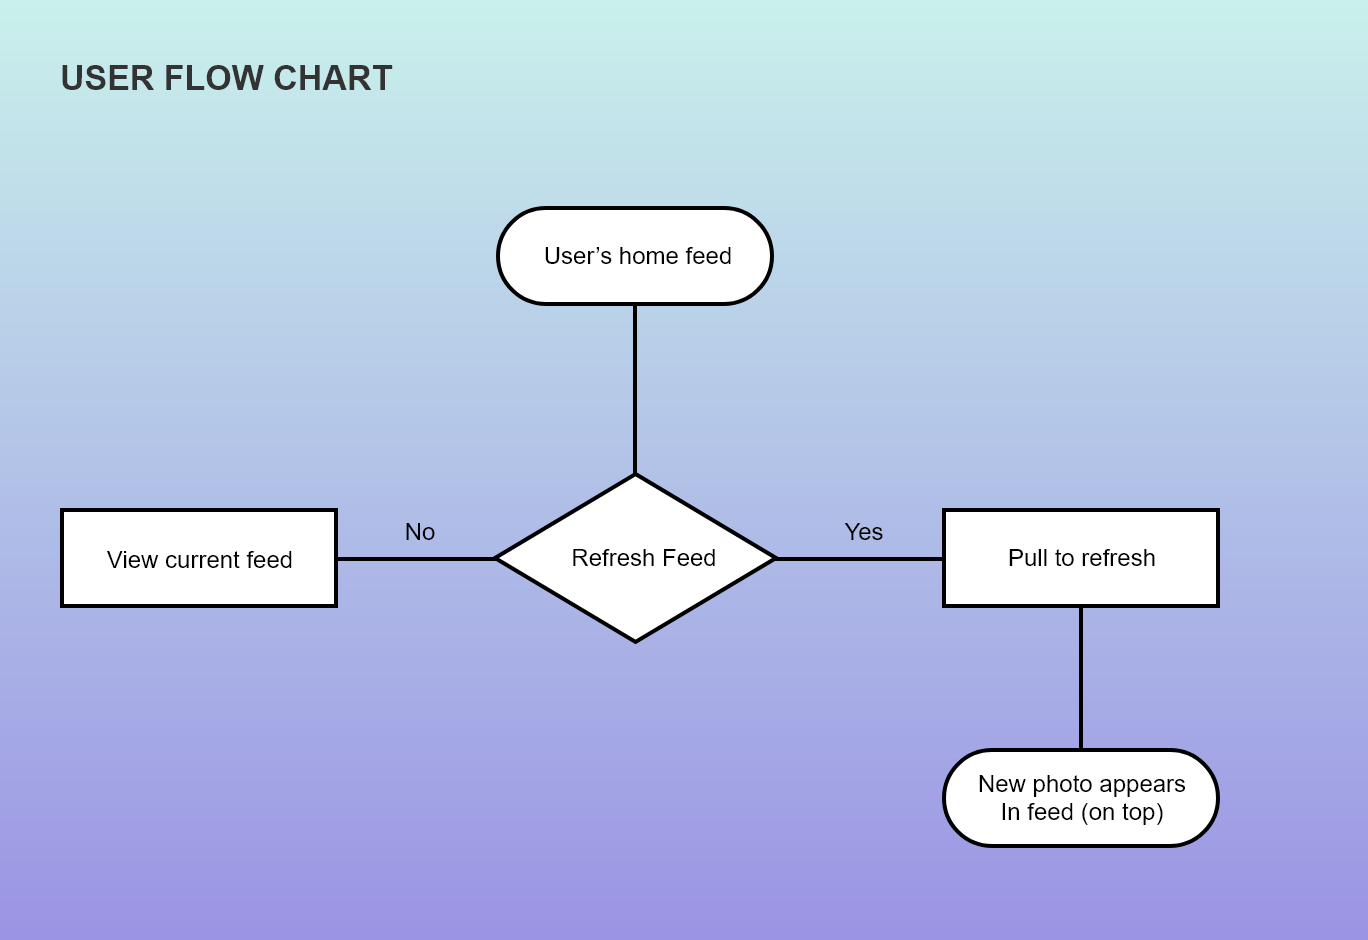 USER FLOW CHART
User’s home feed
No
Yes
View current feed
Refresh Feed
Pull to refresh
New photo appears
In feed (on top)